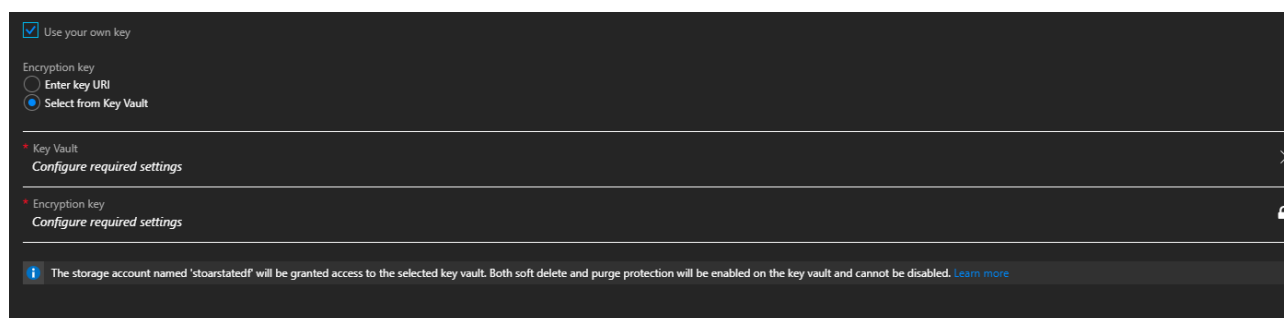 Use your own key
Encryption key
Enter key URI
Select from Key Vault
* Key Vault
Configure required settings
* Encryption key
Configure required settings
The storage account named 'stoarstatedf' will be granted access to the selected key vault. Both soft delete and purge protection will be enabled on the key vault and cannot be disabled. Learn more